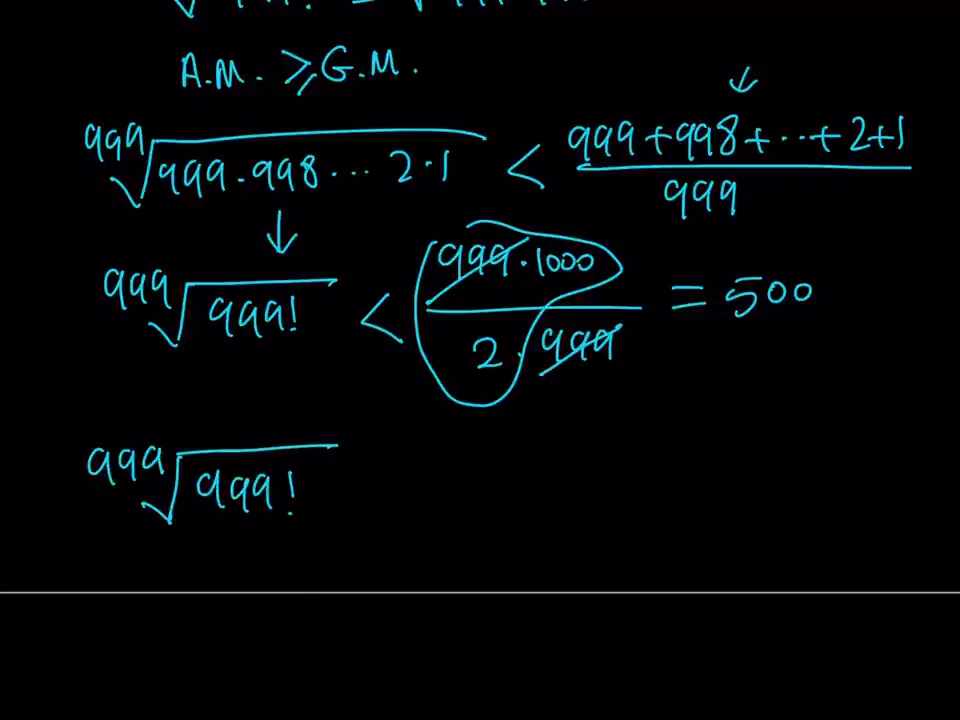 A.M. ⩾ G.M.
↓
⁹⁹⁹√(999·998···2·1) < (999+998+···+2+1)/999
↓
⁹⁹⁹√(999!) < (999·1000)/(2·999) = 500
⁹⁹⁹√(999!)